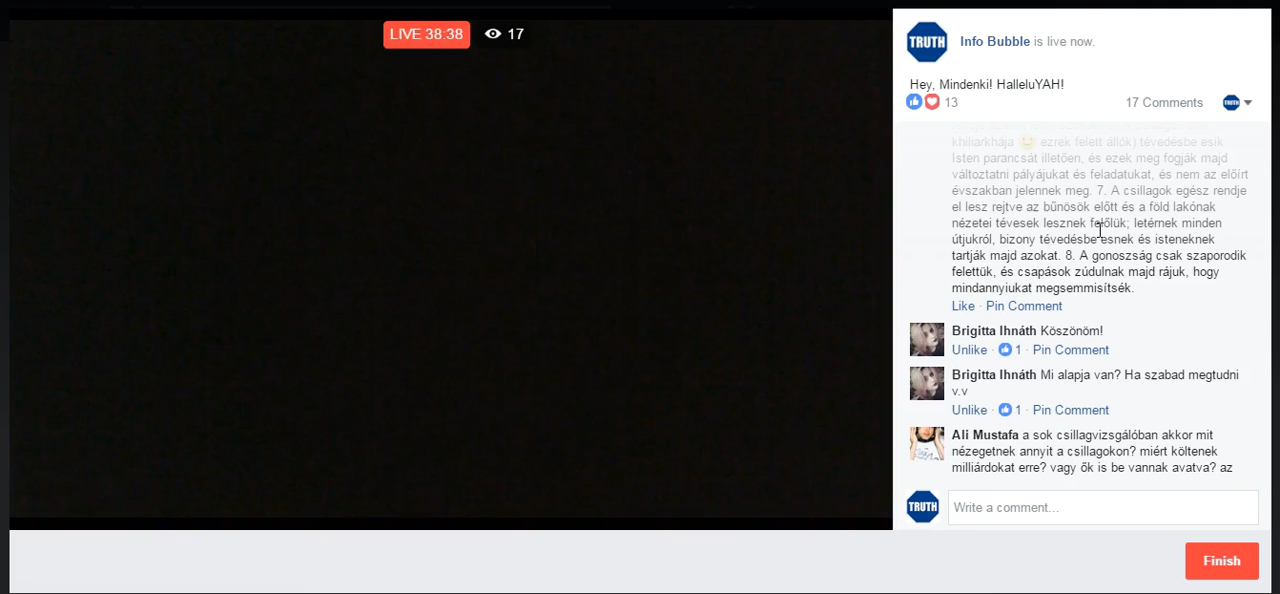 LIVE 38:38
17
TRUTH
Info Bubble is live now.
Hey, Mindenki! HalleluYAH!
13
17 Comments
TRUTH
khiliarkhája ezrek felett állók) tévedésbe esik
Isten parancsát illetően, és ezek meg fogják majd
változtatni pályájukat és feladatukat, és nem az előírt
évszakban jelennek meg. 7. A csillagok egész rendje
el lesz rejtve az bűnösök előtt és a föld lakónak
nézetei tévesek lesznek felőlük; letérnek minden
útjukról, bizony tévedésbe esnek és isteneknek
tartják majd azokat. 8. A gonoszság csak szaporodik
felettük, és csapások zúdulnak majd rájuk, hogy
mindannyiukat megsemmisítsék.
Like · Pin Comment
Brigitta Ihnáth Köszönöm!
Unlike · 1 · Pin Comment
Brigitta Ihnáth Mi alapja van? Ha szabad megtudni
v.v
Unlike · 1 · Pin Comment
Ali Mustafa a sok csillagvizsgálóban akkor mit
nézegetnek annyit a csillagokon? miért költenek
milliárdokat erre? vagy ők is be vannak avatva? az
TRUTH
Write a comment...
Finish